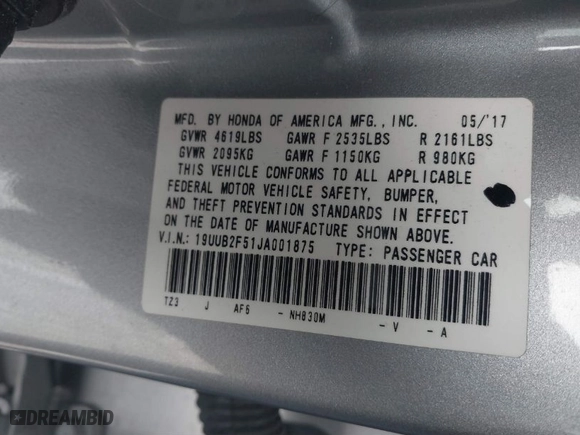 MFD. BY HONDA OF AMERICA MFG., INC. 05/'17
GVWR 4619LBS GAWR F 2535LBS R 2161LBS
GVWR 2095KG GAWR F 1150KG R 980KG
THIS VEHICLE CONFORMS TO ALL APPLICABLE
FEDERAL MOTOR VEHICLE SAFETY, BUMPER,
AND THEFT PREVENTION STANDARDS IN EFFECT
ON THE DATE OF MANUFACTURE SHOWN ABOVE.
V.I.N.: 19UUB2F51JA001875 TYPE: PASSENGER CAR
TZ3 J AF6 - NH830M - V - A
DREAMBID